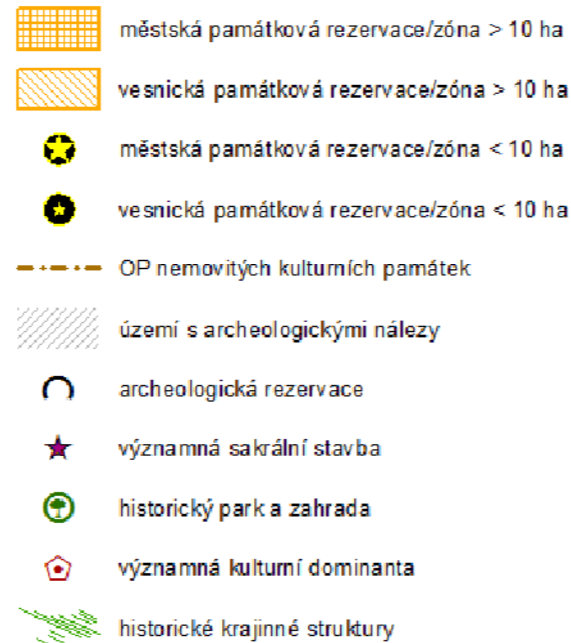 městská památková rezervace/zóna > 10 ha
vesnická památková rezervace/zóna > 10 ha
městská památková rezervace/zóna < 10 ha
vesnická památková rezervace/zóna < 10 ha
OP nemovitých kulturních památek
území s archeologickými nálezy
archeologická rezervace
významná sakrální stavba
historický park a zahrada
významná kulturní dominanta
historické krajinné struktury